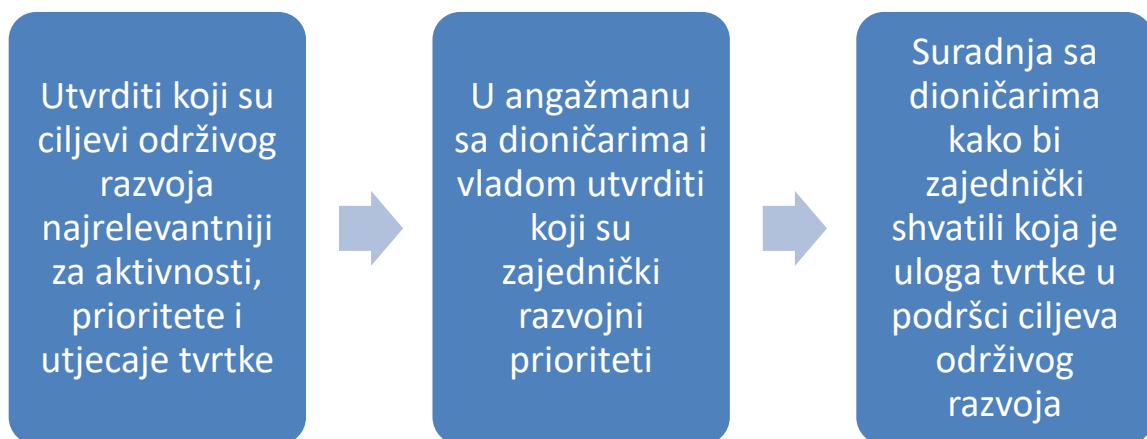 Utvrditi koji su
ciljevi održivog
razvoja
najrelevantniji
za aktivnosti,
prioritete i
utjecaje tvrtke
U angažmanu
sa dioničarima i
vladom utvrditi
koji su
zajednički
razvojni
prioriteti
Suradnja sa
dioničarima
kako bi
zajednički
shvatili koja je
uloga tvrtke u
podršci ciljeva
održivog
razvoja